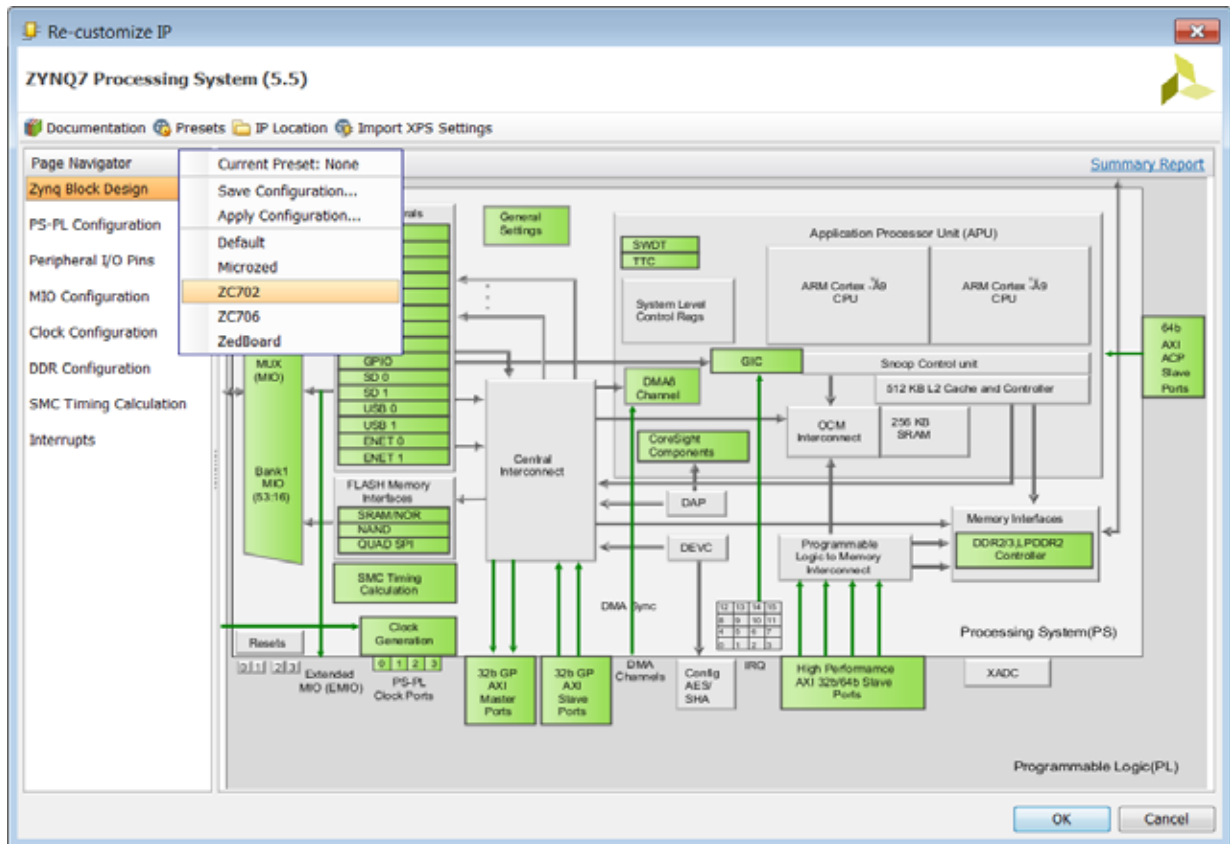 Re-customize IP
ZYNQ7 Processing System (5.5)
Documentation Presets IP Location Import XPS Settings
Page Navigator
Zynq Block Design
PS-PL Configuration
Peripheral I/O Pins
MIO Configuration
Clock Configuration
DDR Configuration
SMC Timing Calculation
Interrupts
Current Preset: None
Save Configuration...
Apply Configuration...
Default
Microzed
ZC702
ZC706
ZedBoard
Summary Report
General
Settings
Application Processor Unit (APU)
SWDT
TTC
System Level
Control Regs
ARM Cortex
CPU
ARM Cortex
CPU
64b
AXI
ACP
Slave
Ports
MUX
(MIO)
Bank1
MIO
(53:16)
GPIO
SD 0
SD 1
USB 0
USB 1
ENET 0
ENET 1
FLASH Memory
Interfaces
SRAM/NOR
NAND
QUAD SPI
SMC Timing
Calculation
GIC
Snoop Control unit
512 KB L2 Cache and Controller
DMA8
Channel
OCM
Interconnect
256 KB
SRAM
CoreSight
Components
Central
Interconnect
DAP
DEVC
Programmable
Logic to Memory
Interconnect
Memory Interfaces
DDR2/3,LPDDR2
Controller
DMA Sync
12 13 14 15
8 9 10 11
4 5 6 7
0 1 2 3
Processing System(PS)
Resets
Clock
Generation
0 1 2 3
0 1 2 3
Extended
MIO (EMIO)
PS-PL
Clock Ports
32b GP
AXI
Master
Ports
32b GP
AXI
Slave
Ports
DMA
Channels
Config
AES/
SHA
IRQ
High Performance
AXI 32b/64b Slave
Ports
XADC
Programmable Logic(PL)
OK
Cancel